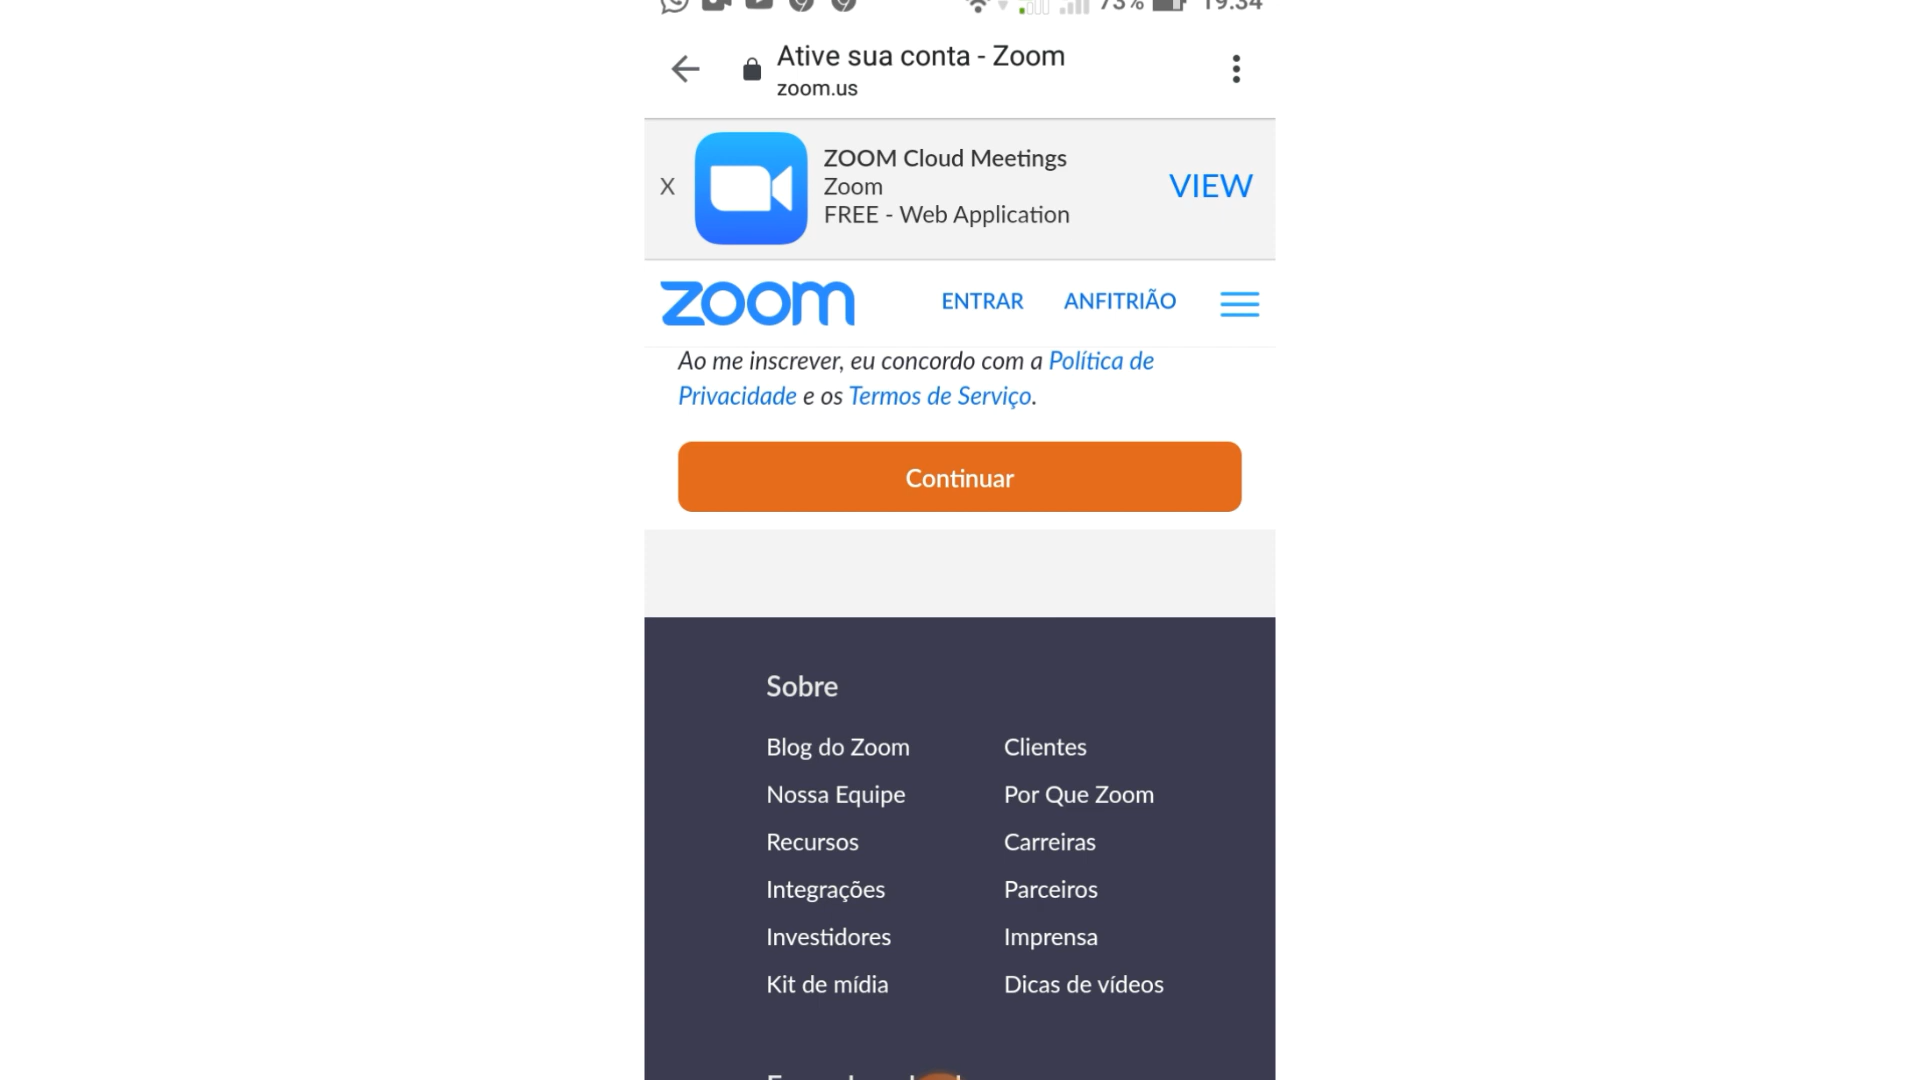 73% 19:34
Ative sua conta - Zoom
zoom.us
X
ZOOM Cloud Meetings
Zoom
FREE - Web Application
VIEW
zoom
ENTRAR
ANFITRIÃO
Ao me inscrever, eu concordo com a Política de
Privacidade e os Termos de Serviço.
Continuar
Sobre
Blog do Zoom
Clientes
Nossa Equipe
Por Que Zoom
Recursos
Carreiras
Integrações
Parceiros
Investidores
Imprensa
Kit de mídia
Dicas de vídeos